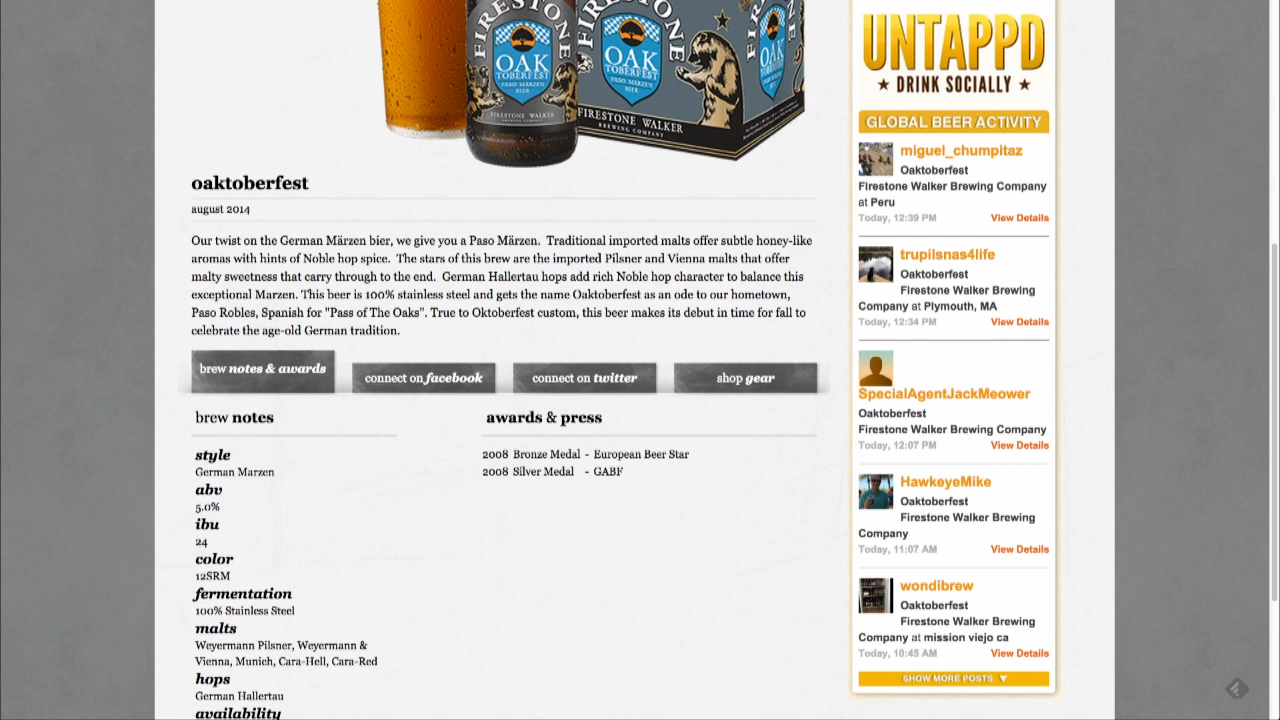 FIRESTONE
OAK
TOBERFEST
PASO MARZEN
BIER
FIRESTONE WALKER
BREWING COMPANY
FIRESTONE
OAK
TOBERFEST
PASO MARZEN
BIER
FIRESTONE WALKER
BREWING COMPANY
OAK
oaktoberfest
august 2014
Our twist on the German Märzen bier, we give you a Paso Märzen. Traditional imported malts offer subtle honey-like
aromas with hints of Noble hop spice. The stars of this brew are the imported Pilsner and Vienna malts that offer
malty sweetness that carry through to the end. German Hallertau hops add rich Noble hop character to balance this
exceptional Marzen. This beer is 100% stainless steel and gets the name Oaktoberfest as an ode to our hometown,
Paso Robles, Spanish for "Pass of The Oaks". True to Oktoberfest custom, this beer makes its debut in time for fall to
celebrate the age-old German tradition.
brew notes & awards
connect on facebook
connect on twitter
shop gear
brew notes
style
German Marzen
abv
5.0%
ibu
24
color
12SRM
fermentation
100% Stainless Steel
malts
Weyermann Pilsner, Weyermann &
Vienna, Munich, Cara-Hell, Cara-Red
hops
German Hallertau
availability
awards & press
2008 Bronze Medal - European Beer Star
2008 Silver Medal - GABF
UNTAPPD
★ DRINK SOCIALLY ★
GLOBAL BEER ACTIVITY
miguel_chumpitaz
Oaktoberfest
Firestone Walker Brewing Company
at Peru
Today, 12:39 PM View Details
trupilsnas4life
Oaktoberfest
Firestone Walker Brewing
Company at Plymouth, MA
Today, 12:34 PM View Details
SpecialAgentJackMeower
Oaktoberfest
Firestone Walker Brewing Company
Today, 12:07 PM View Details
HawkeyeMike
Oaktoberfest
Firestone Walker Brewing
Company
Today, 11:07 AM View Details
wondibrew
Oaktoberfest
Firestone Walker Brewing
Company at mission viejo ca
Today, 10:45 AM View Details
SHOW MORE POSTS ▼